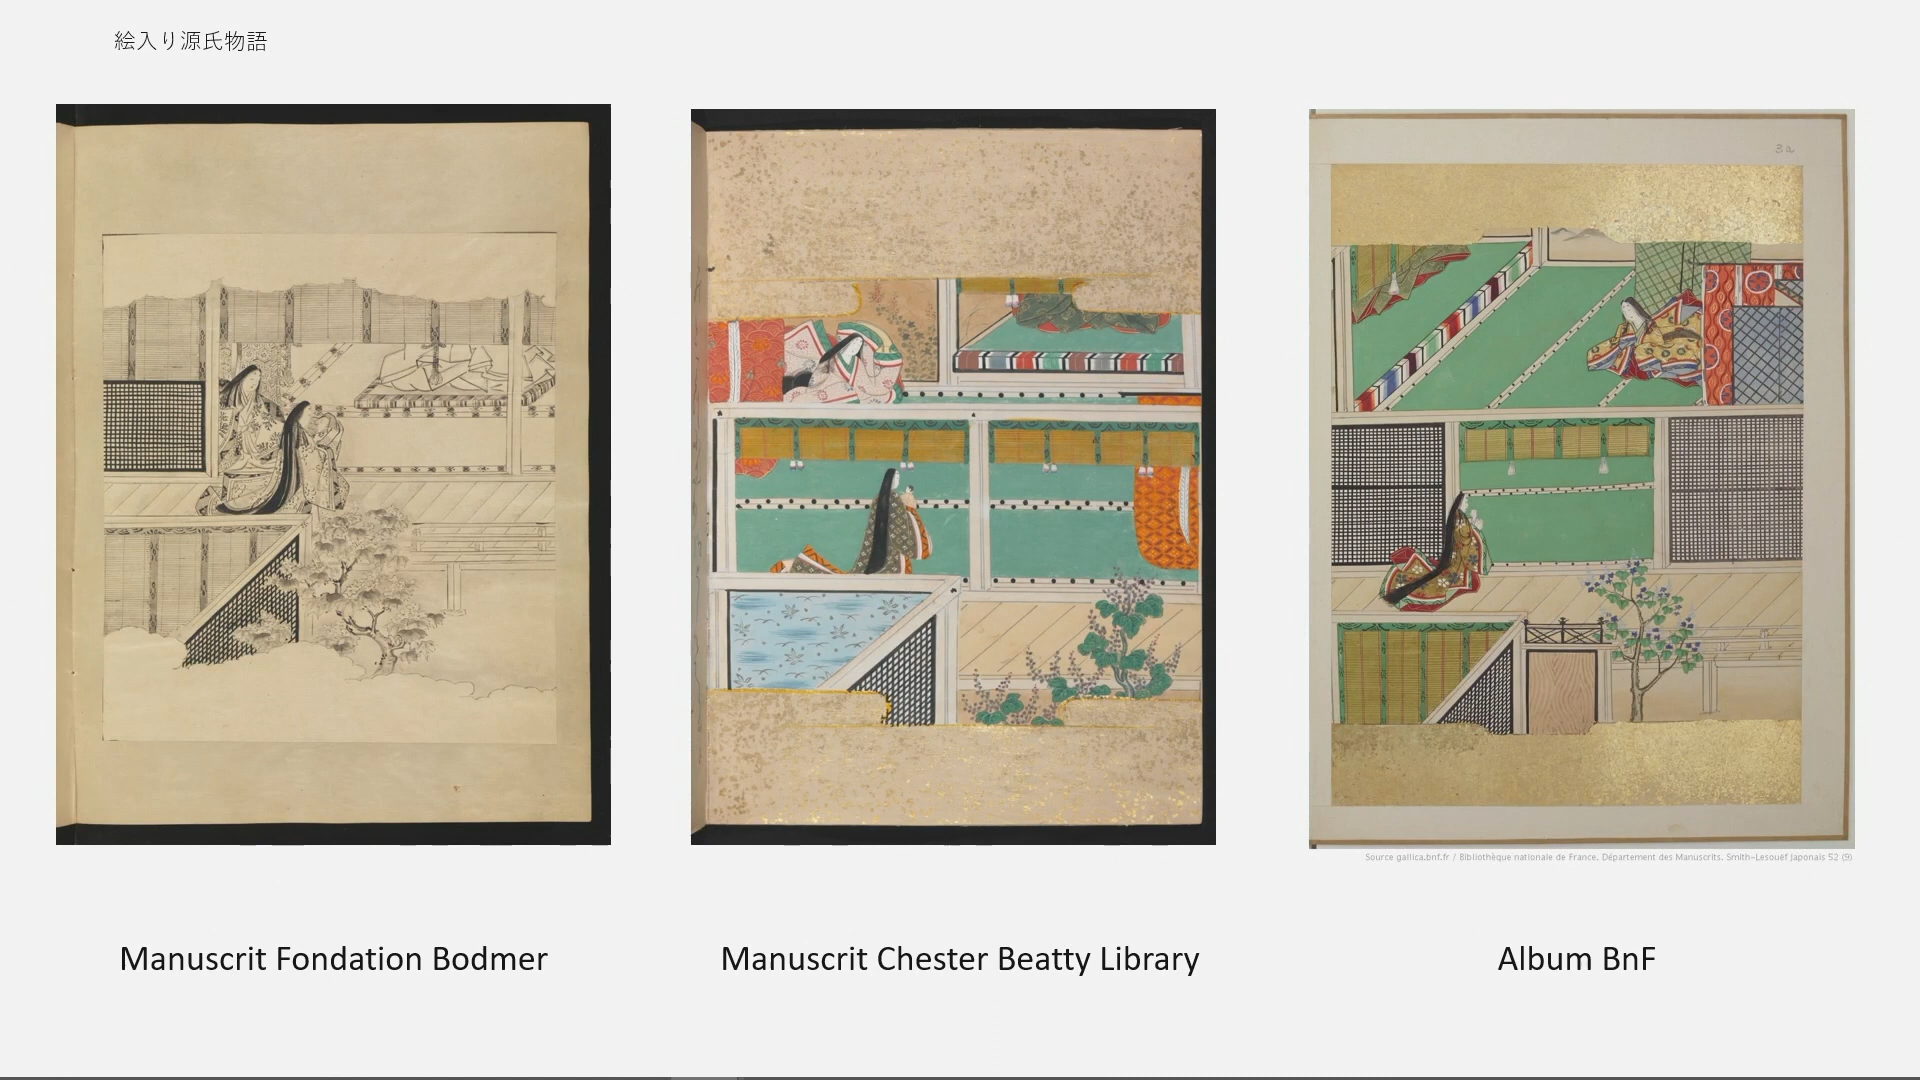 絵入り源氏物語
3a
Source gallica.bnf.fr / Bibliothèque nationale de France. Département des Manuscrits. Smith-Lesouëf Japonais 52 (9)
Manuscrit Fondation Bodmer
Manuscrit Chester Beatty Library
Album BnF